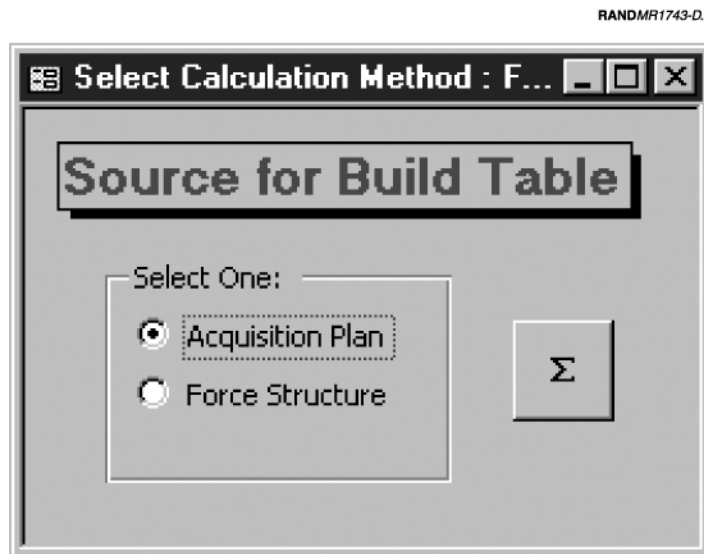 RANDMR1743-D.
Select Calculation Method : F...
Source for Build Table
Select One:
Acquisition Plan
Force Structure
Σ